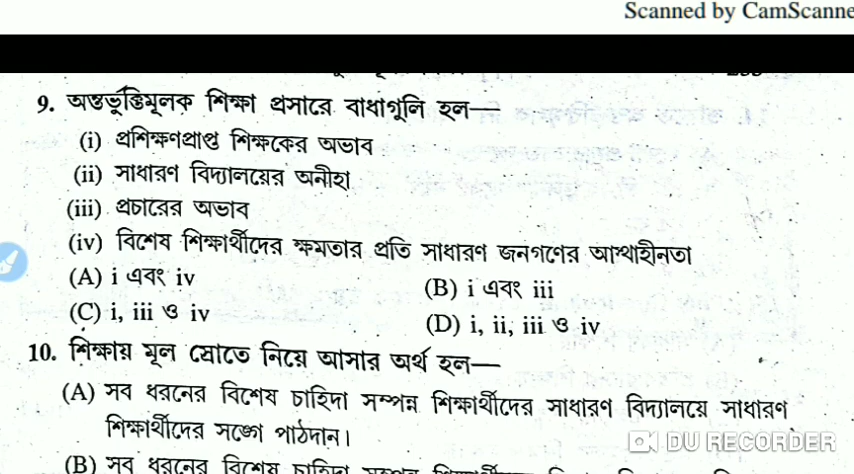 Scanned by CamScanne
9. অন্তর্ভুক্তিমূলক শিক্ষা প্রসারে বাধাগুলি হল—
(i) প্রশিক্ষণপ্রাপ্ত শিক্ষকের অভাব
(ii) সাধারণ বিদ্যালয়ের অনীহা
(iii) প্রচারের অভাব
(iv) বিশেষ শিক্ষার্থীদের ক্ষমতার প্রতি সাধারণ জনগণের আস্থাহীনতা
(A) i এবং iv
(B) i এবং iii
(C) i, iii ও iv
(D) i, ii, iii ও iv
10. শিক্ষায় মূল স্রোতে নিয়ে আসার অর্থ হল—
(A) সব ধরনের বিশেষ চাহিদা সম্পন্ন শিক্ষার্থীদের সাধারণ বিদ্যালয়ে সাধারণ
শিক্ষার্থীদের সঙ্গে পাঠদান।
DU RECORDER
(B) সব ধরনের বিশেষ চাহিদা